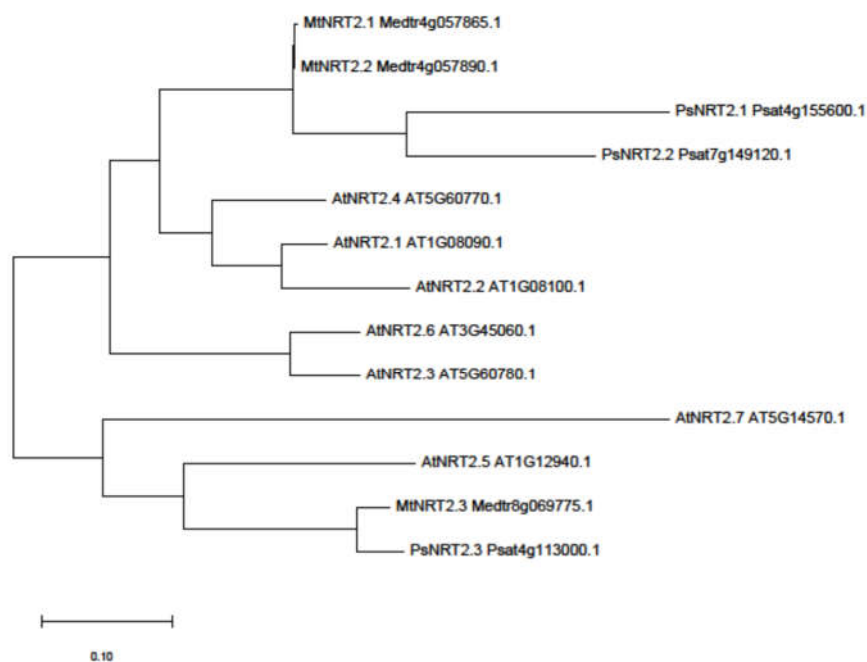 MtNRT2.1 Medtr4g057865.1
MtNRT2.2 Medtr4g057890.1
PsNRT2.1 Psat4g155600.1
PsNRT2.2 Psat7g149120.1
AtNRT2.4 AT5G60770.1
AtNRT2.1 AT1G08090.1
AtNRT2.2 AT1G08100.1
AtNRT2.6 AT3G45060.1
AtNRT2.3 AT5G60780.1
AtNRT2.7 AT5G14570.1
AtNRT2.5 AT1G12940.1
MtNRT2.3 Medtr8g069775.1
PsNRT2.3 Psat4g113000.1
0.10